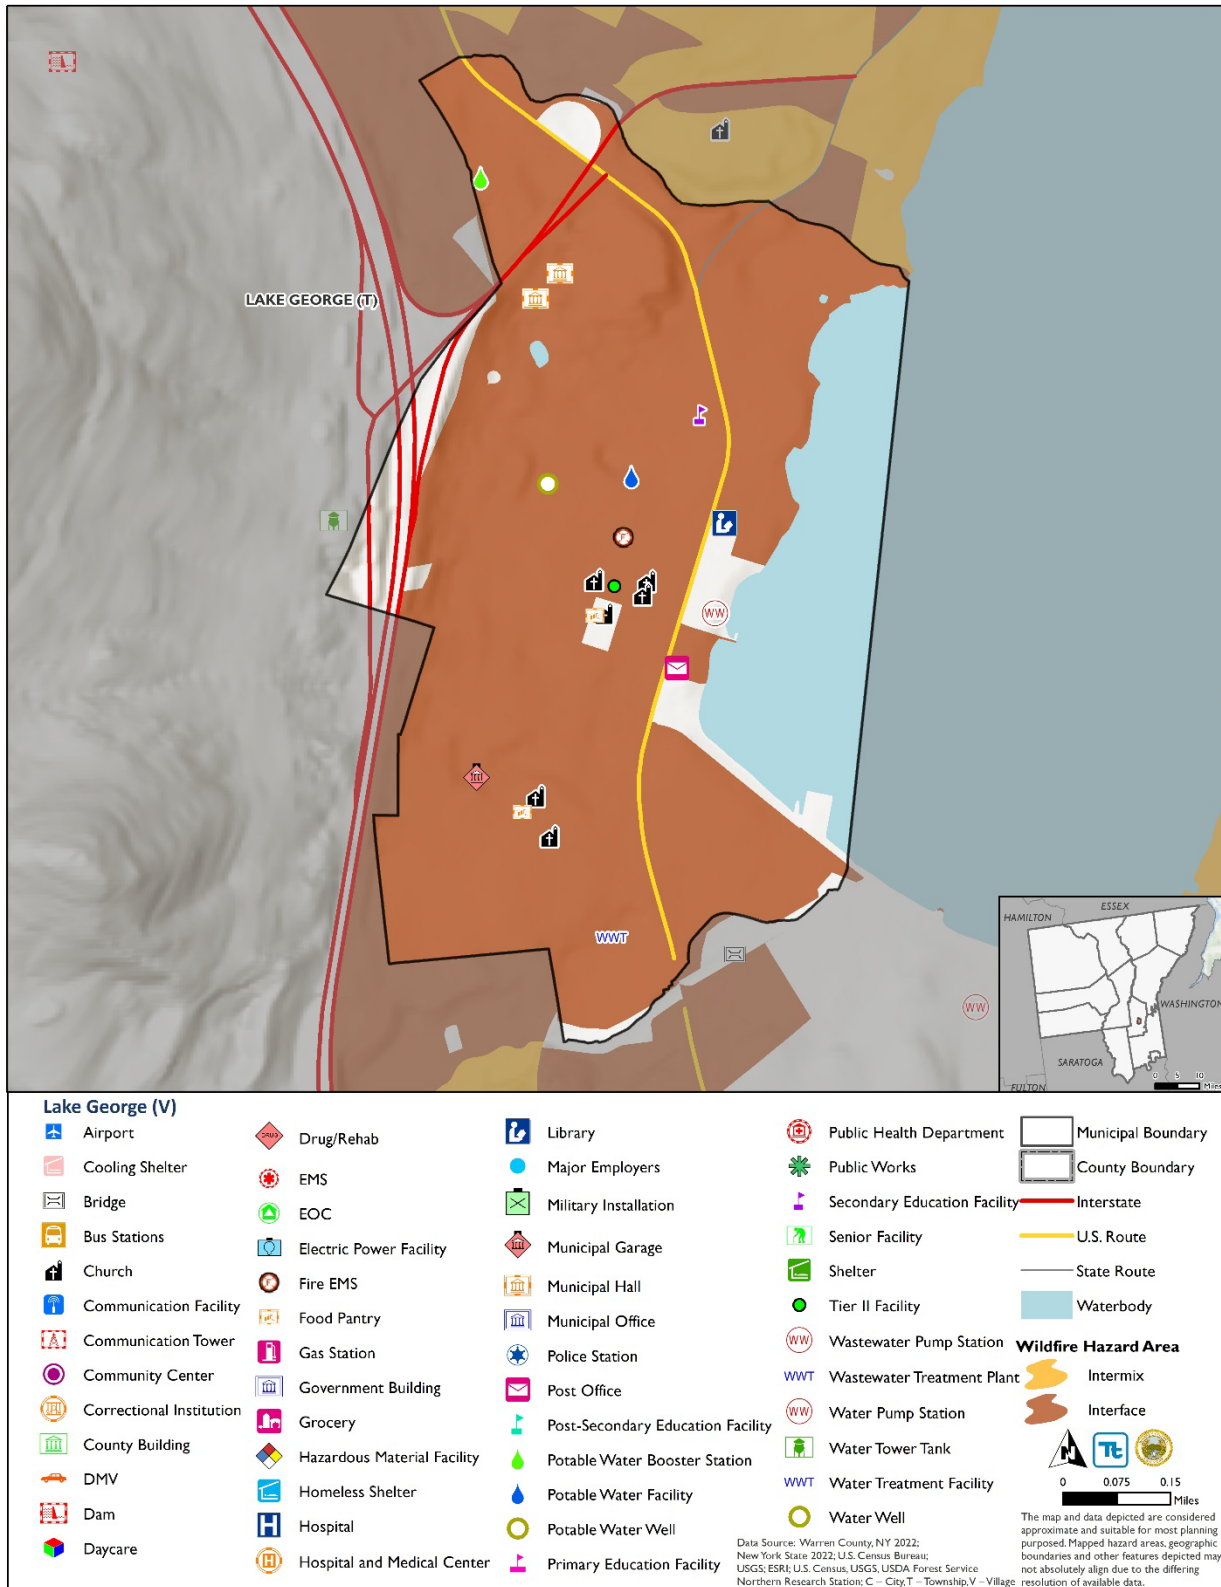 LAKE GEORGE (T)
F
WW
WWT
WW
HAMILTON
ESSEX
WASHINGTON
SARATOGA
FULTON
0 5 10
Miles
Lake George (V)
Airport
Cooling Shelter
Bridge
Bus Stations
Church
Communication Facility
Communication Tower
Community Center
Correctional Institution
County Building
DMV
Dam
Daycare
DRUG Drug/Rehab
EMS
EOC
Electric Power Facility
F Fire EMS
Food Pantry
Gas Station
Government Building
Grocery
Hazardous Material Facility
Homeless Shelter
H Hospital
H Hospital and Medical Center
Library
Major Employers
Military Installation
Municipal Garage
Municipal Hall
Municipal Office
Police Station
Post Office
Post-Secondary Education Facility
Potable Water Booster Station
Potable Water Facility
Potable Water Well
Primary Education Facility
Public Health Department
Public Works
Secondary Education Facility
Senior Facility
Shelter
Tier II Facility
WW Wastewater Pump Station
WWT Wastewater Treatment Plant
WW Water Pump Station
Water Tower Tank
WWT Water Treatment Facility
Water Well
Municipal Boundary
County Boundary
Interstate
U.S. Route
State Route
Waterbody
Wildfire Hazard Area
Intermix
Interface
N Tt
0 0.075 0.15
Miles
Data Source: Warren County, NY 2022;
New York State 2022; U.S. Census Bureau;
USGS; ESRI; U.S. Census, USGS, USDA Forest Service
Northern Research Station; C – City, T – Township, V – Village
The map and data depicted are considered
approximate and suitable for most planning
purposed. Mapped hazard areas, geographic
boundaries and other features depicted may
not absolutely align due to the differing
resolution of available data.